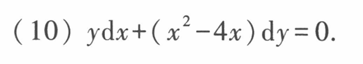 (10) ydx+(x²-4x)dy=0.